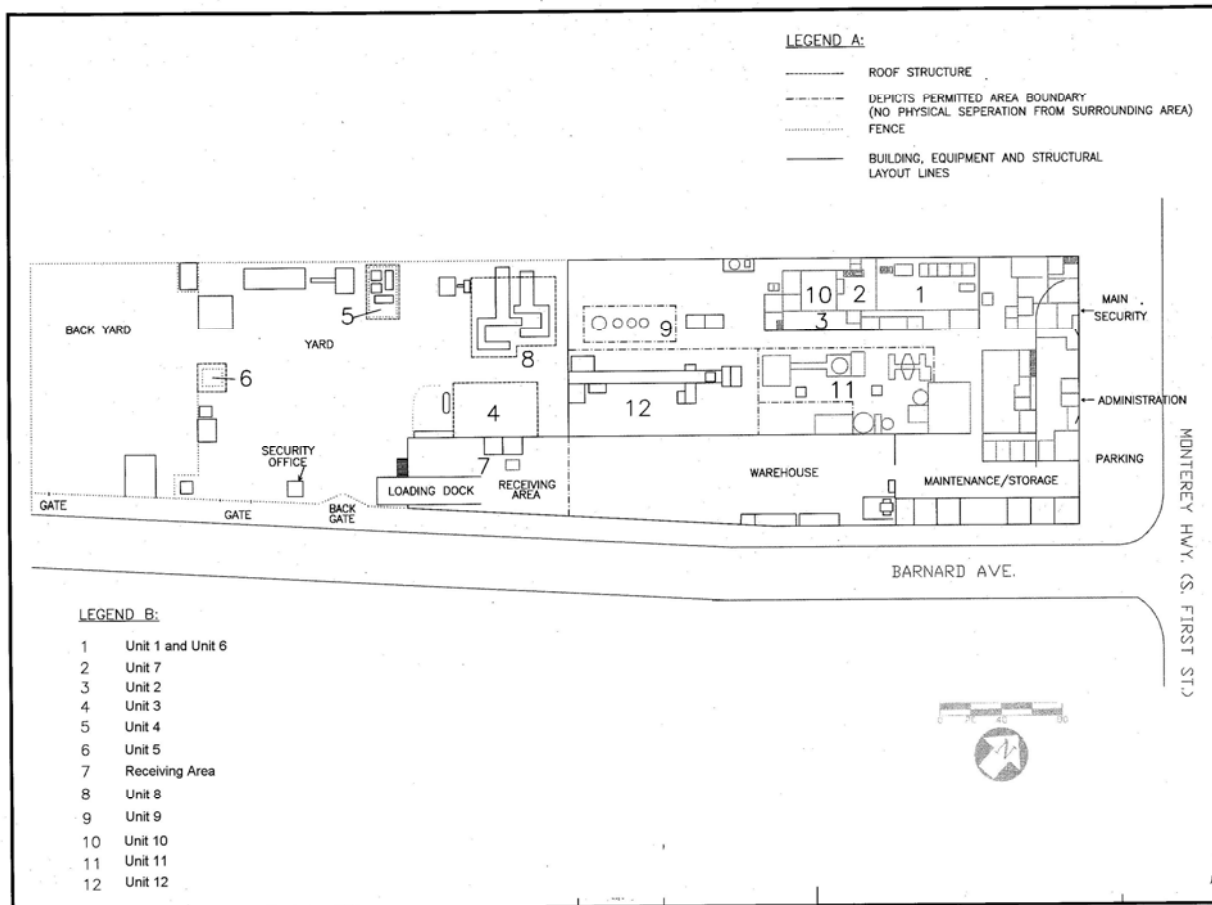 LEGEND A:
ROOF STRUCTURE
DEPICTS PERMITTED AREA BOUNDARY
(NO PHYSICAL SEPERATION FROM SURROUNDING AREA)
FENCE
BUILDING, EQUIPMENT AND STRUCTURAL
LAYOUT LINES
BACK YARD
YARD
5
6
8
4
9
10
2
1
3
11
12
7
MAIN
SECURITY
ADMINISTRATION
PARKING
SECURITY
OFFICE
LOADING DOCK
RECEIVING
AREA
WAREHOUSE
MAINTENANCE/STORAGE
GATE
GATE
BACK
GATE
BARNARD AVE.
MONTEREY HWY. (S. FIRST ST.)
LEGEND B:
1 Unit 1 and Unit 6
2 Unit 7
3 Unit 2
4 Unit 3
5 Unit 4
6 Unit 5
7 Receiving Area
8 Unit 8
9 Unit 9
10 Unit 10
11 Unit 11
12 Unit 12
0 20 40 80
N